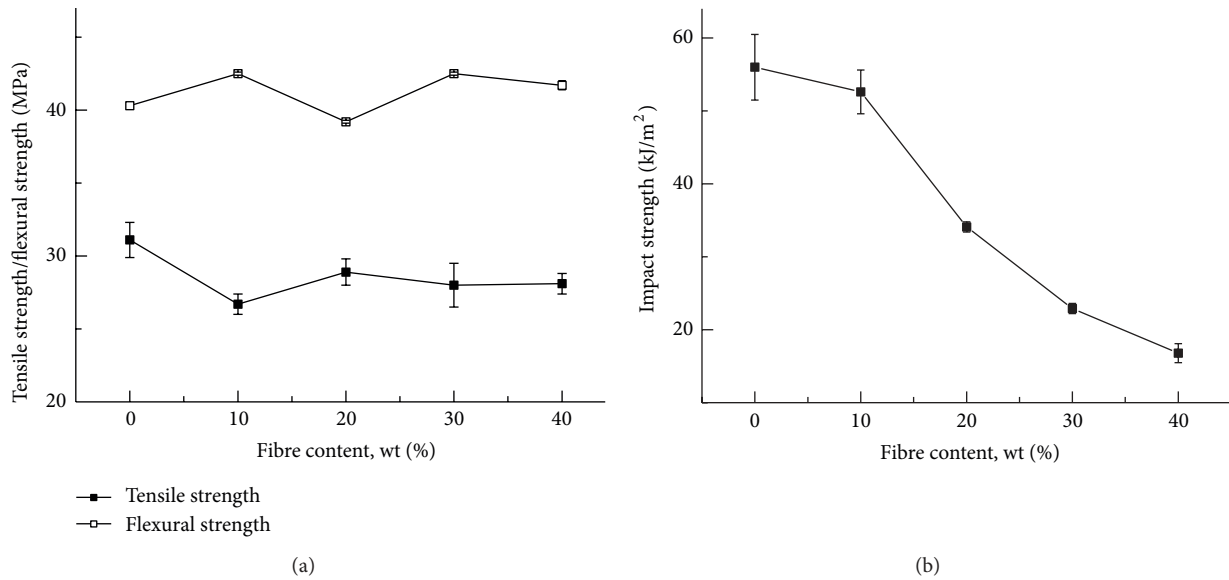 Tensile strength/flexural strength (MPa)
40
30
20
0 10 20 30 40
Fibre content, wt (%)
Tensile strength
Flexural strength
(a)
Impact strength (kJ/m²)
60
40
20
0 10 20 30 40
Fibre content, wt (%)
(b)